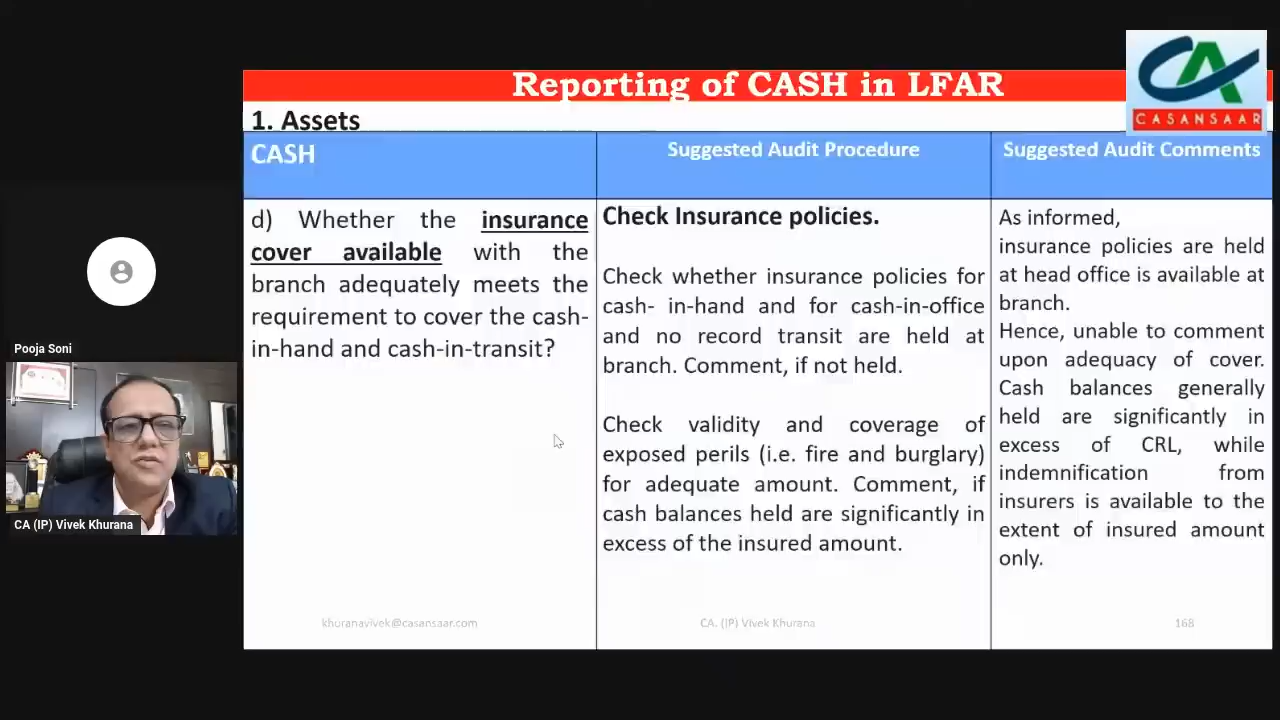 Reporting of CASH in LFAR
CASANSAAR
1. Assets
CASH
Suggested Audit Procedure
Suggested Audit Comments
d) Whether the insurance
cover available with the
branch adequately meets the
requirement to cover the cash-
in-hand and cash-in-transit?
Check Insurance policies.
Check whether insurance policies for
cash- in-hand and for cash-in-office
and no record transit are held at
branch. Comment, if not held.
Check validity and coverage of
exposed perils (i.e. fire and burglary)
for adequate amount. Comment, if
cash balances held are significantly in
excess of the insured amount.
As informed,
insurance policies are held
at head office is available at
branch.
Hence, unable to comment
upon adequacy of cover.
Cash balances generally
held are significantly in
excess of CRL, while
indemnification from
insurers is available to the
extent of insured amount
only.
khuranavivek@casansaar.com
CA. (IP) Vivek Khurana
168
Pooja Soni
CA (IP) Vivek Khurana